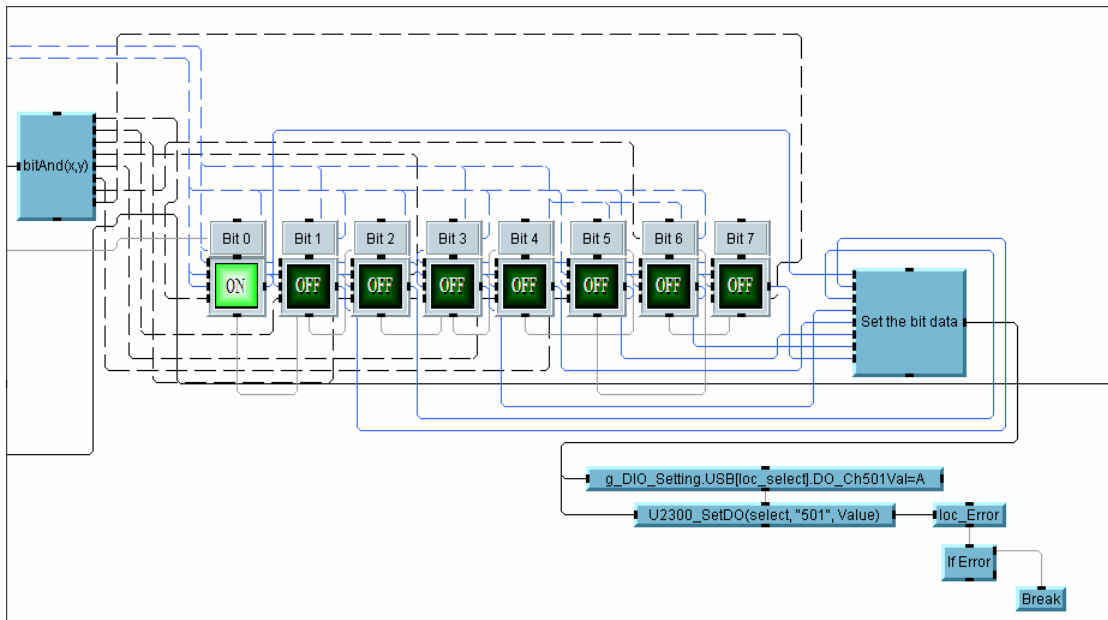 bitAnd(x,y)
Bit 0 Bit 1 Bit 2 Bit 3 Bit 4 Bit 5 Bit 6 Bit 7
ON OFF OFF OFF OFF OFF OFF OFF
Set the bit data
g_DIO_Setting.USB[loc_select].DO_Ch501Val=A
U2300_SetDO(select, "501", Value)
loc_Error
If Error
Break